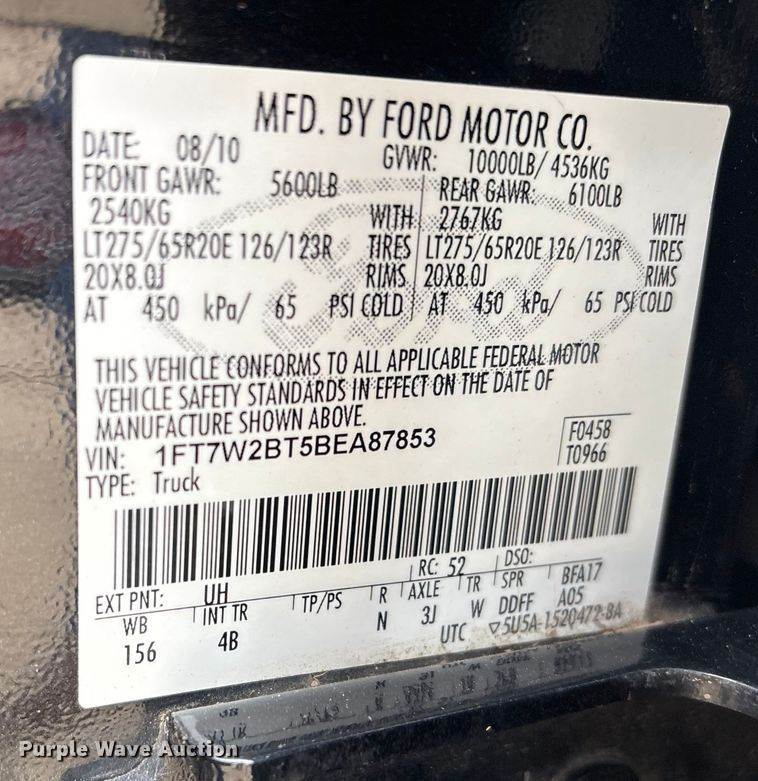 MFD. BY FORD MOTOR CO.
DATE: 08/10 GVWR: 10000LB/ 4536KG
FRONT GAWR: 5600LB REAR GAWR: 6100LB
2540KG WITH 2767KG WITH
LT275/65R20E 126/123R TIRES LT275/65R20E 126/123R TIRES
20X8.0J RIMS 20X8.0J RIMS
AT 450 kPa/ 65 PSI COLD AT 450 kPa/ 65 PSI COLD
THIS VEHICLE CONFORMS TO ALL APPLICABLE FEDERAL MOTOR
VEHICLE SAFETY STANDARDS IN EFFECT ON THE DATE OF
MANUFACTURE SHOWN ABOVE.
VIN: 1FT7W2BT5BEA87853 F0458
TYPE: Truck T0966
EXT PNT: UH RC: 52 DSO:
WB INT TR TP/PS R AXLE TR SPR BFA17
156 4B N 3J W DDFF A05
UTC ▽5U5A-1520472-BA
Ford
Purple Wave Auction